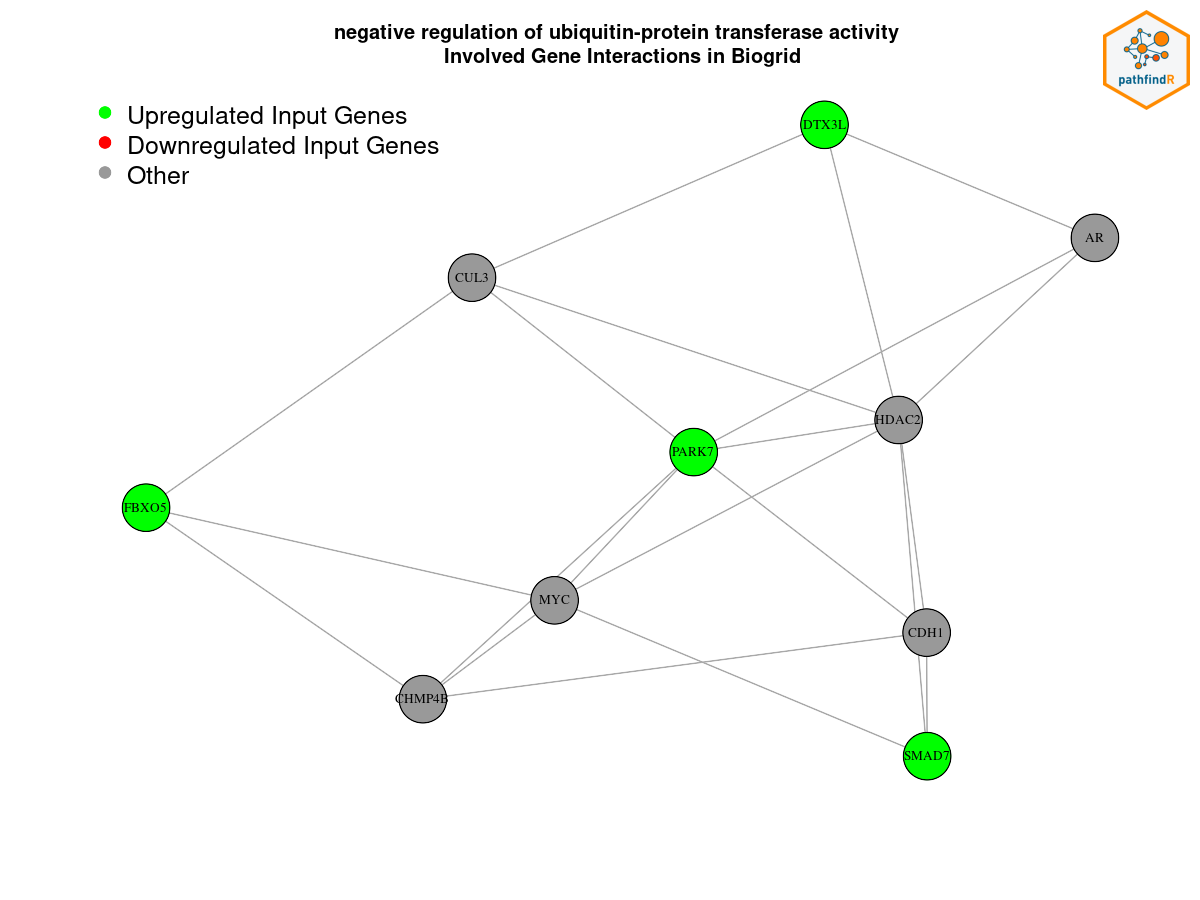 negative regulation of ubiquitin-protein transferase activity
Involved Gene Interactions in Biogrid
pathfindR
Upregulated Input Genes
Downregulated Input Genes
Other
DTX3L
AR
CUL3
HDAC2
PARK7
FBXO5
MYC
CDH1
CHMP4B
SMAD7